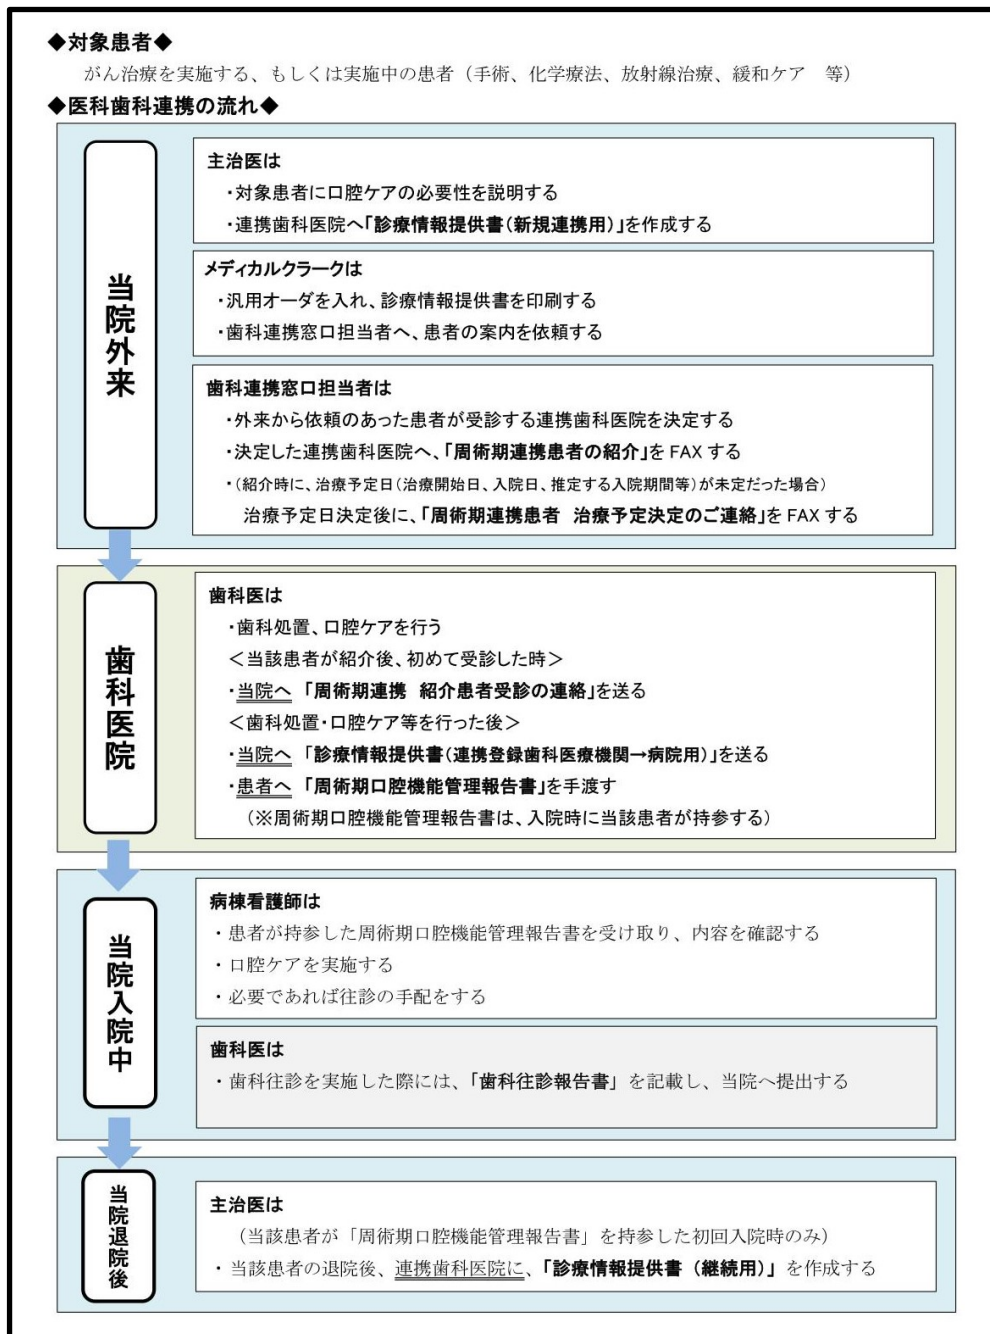 ◆対象患者◆
がん治療を実施する、もしくは実施中の患者（手術、化学療法、放射線治療、緩和ケア　等）
◆医科歯科連携の流れ◆
当院外来
主治医は
・対象患者に口腔ケアの必要性を説明する
・連携歯科医院へ「診療情報提供書（新規連携用）」を作成する
メディカルクラークは
・汎用オーダを入れ、診療情報提供書を印刷する
・歯科連携窓口担当者へ、患者の案内を依頼する
歯科連携窓口担当者は
・外来から依頼のあった患者が受診する連携歯科医院を決定する
・決定した連携歯科医院へ、「周術期連携患者の紹介」を FAX する
・（紹介時に、治療予定日（治療開始日、入院日、推定する入院期間等）が未定だった場合）
治療予定日決定後に、「周術期連携患者　治療予定決定のご連絡」を FAX する
歯科医院
歯科医は
・歯科処置、口腔ケアを行う
＜当該患者が紹介後、初めて受診した時＞
・当院へ 「周術期連携　紹介患者受診の連絡」を送る
＜歯科処置・口腔ケア等を行った後＞
・当院へ 「診療情報提供書（連携登録歯科医療機関→病院用）」を送る
・患者へ 「周術期口腔機能管理報告書」を手渡す
（※周術期口腔機能管理報告書は、入院時に当該患者が持参する）
当院入院中
病棟看護師は
・患者が持参した周術期口腔機能管理報告書を受け取り、内容を確認する
・口腔ケアを実施する
・必要であれば往診の手配をする
歯科医は
・歯科往診を実施した際には、「歯科往診報告書」を記載し、当院へ提出する
当院退院後
主治医は
（当該患者が「周術期口腔機能管理報告書」を持参した初回入院時のみ）
・当該患者の退院後、連携歯科医院に、「診療情報提供書（継続用）」を作成する